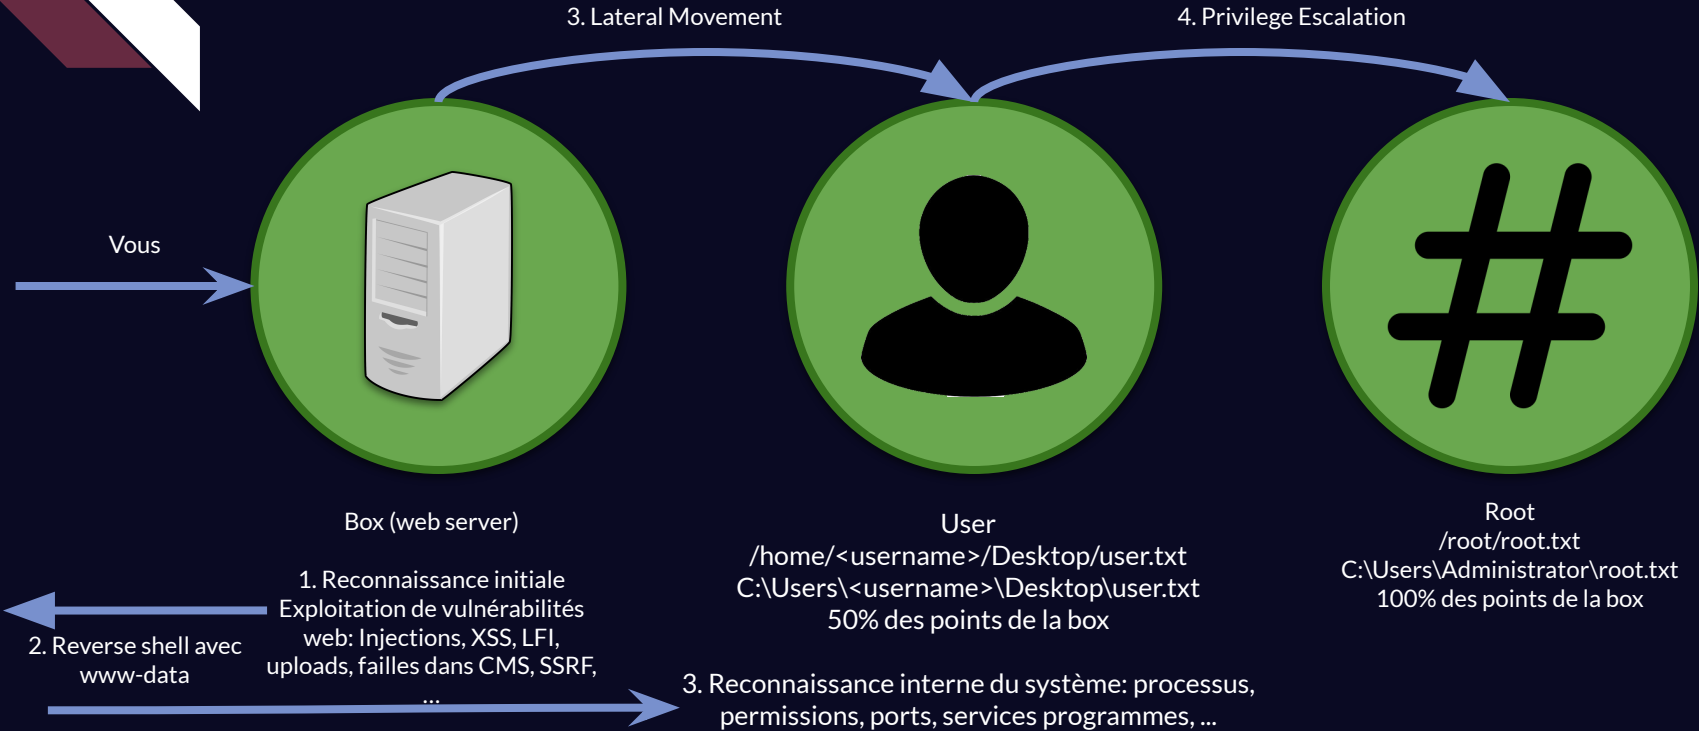 3. Lateral Movement
4. Privilege Escalation
Vous
Box (web server)
1. Reconnaissance initiale
Exploitation de vulnérabilités
web: Injections, XSS, LFI,
uploads, failles dans CMS, SSRF,
...
2. Reverse shell avec
www-data
User
/home/<username>/Desktop/user.txt
C:\Users\<username>\Desktop\user.txt
50% des points de la box
3. Reconnaissance interne du système: processus,
permissions, ports, services programmes, ...
Root
/root/root.txt
C:\Users\Administrator\root.txt
100% des points de la box